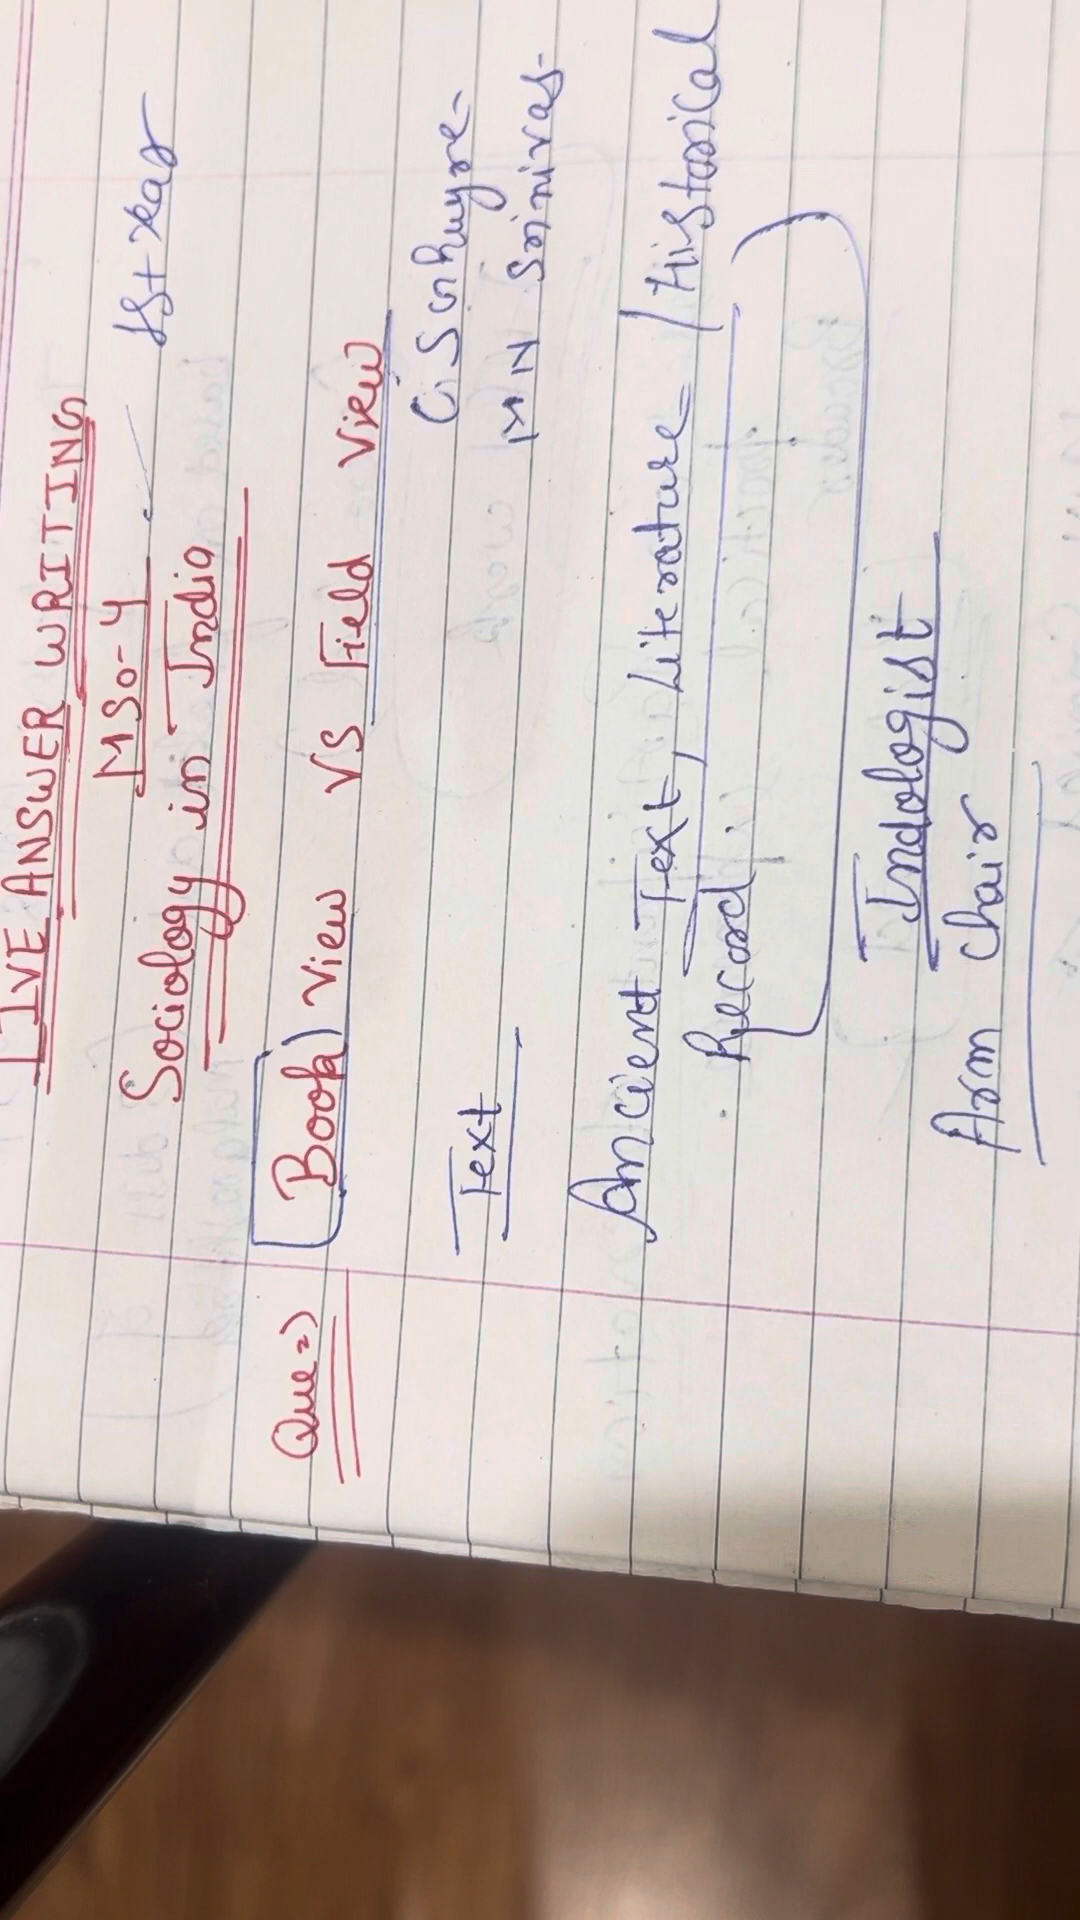 LIVE ANSWER WRITING
MSO-4 1st year
Sociology in India
Que => Book view VS Field view
G.S Ghuyre
Text M N Srinivas
Ancient Text, Literature / Historical
Record
Indologist
Arm chair